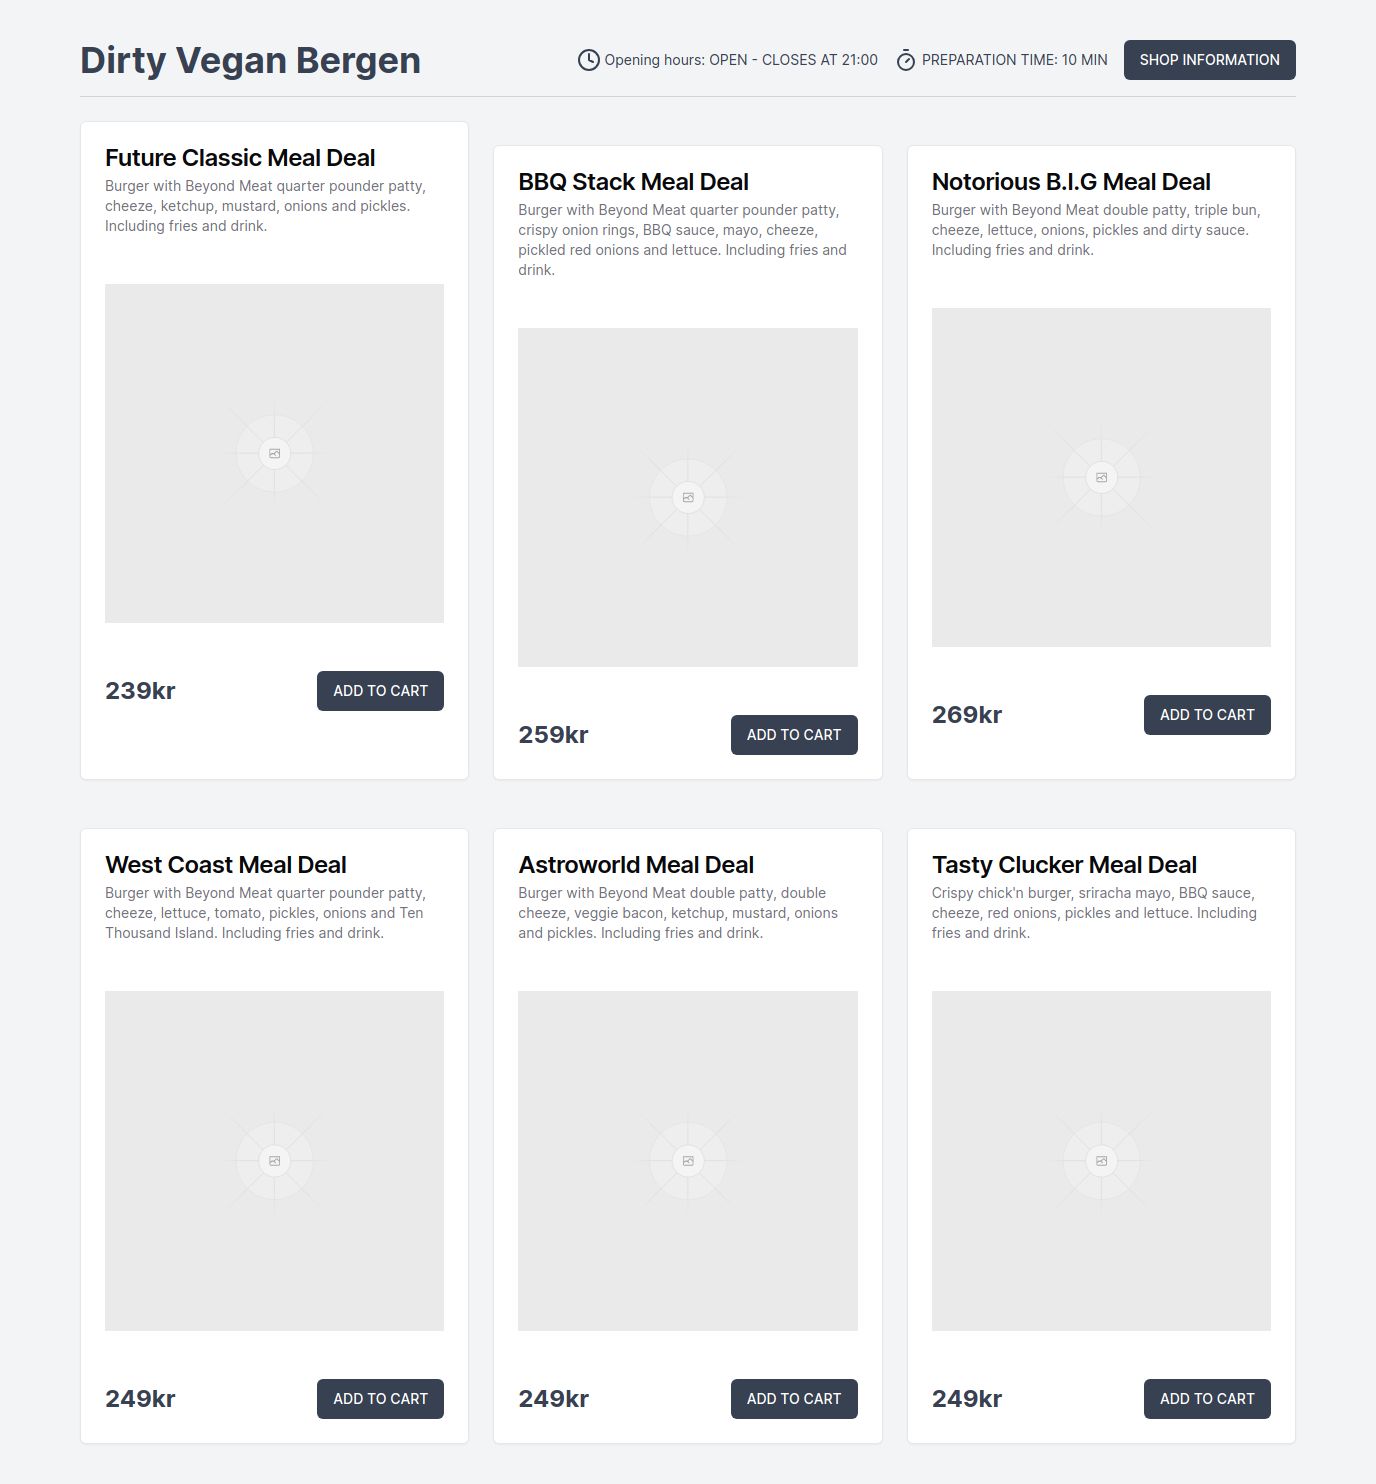 Dirty Vegan Bergen
Opening hours: OPEN - CLOSES AT 21:00
PREPARATION TIME: 10 MIN
SHOP INFORMATION
Future Classic Meal Deal
Burger with Beyond Meat quarter pounder patty,
cheeze, ketchup, mustard, onions and pickles.
Including fries and drink.
239kr
ADD TO CART
BBQ Stack Meal Deal
Burger with Beyond Meat quarter pounder patty,
crispy onion rings, BBQ sauce, mayo, cheeze,
pickled red onions and lettuce. Including fries and
drink.
259kr
ADD TO CART
Notorious B.I.G Meal Deal
Burger with Beyond Meat double patty, triple bun,
cheeze, lettuce, onions, pickles and dirty sauce.
Including fries and drink.
269kr
ADD TO CART
West Coast Meal Deal
Burger with Beyond Meat quarter pounder patty,
cheeze, lettuce, tomato, pickles, onions and Ten
Thousand Island. Including fries and drink.
249kr
ADD TO CART
Astroworld Meal Deal
Burger with Beyond Meat double patty, double
cheeze, veggie bacon, ketchup, mustard, onions
and pickles. Including fries and drink.
249kr
ADD TO CART
Tasty Clucker Meal Deal
Crispy chick'n burger, sriracha mayo, BBQ sauce,
cheeze, red onions, pickles and lettuce. Including
fries and drink.
249kr
ADD TO CART